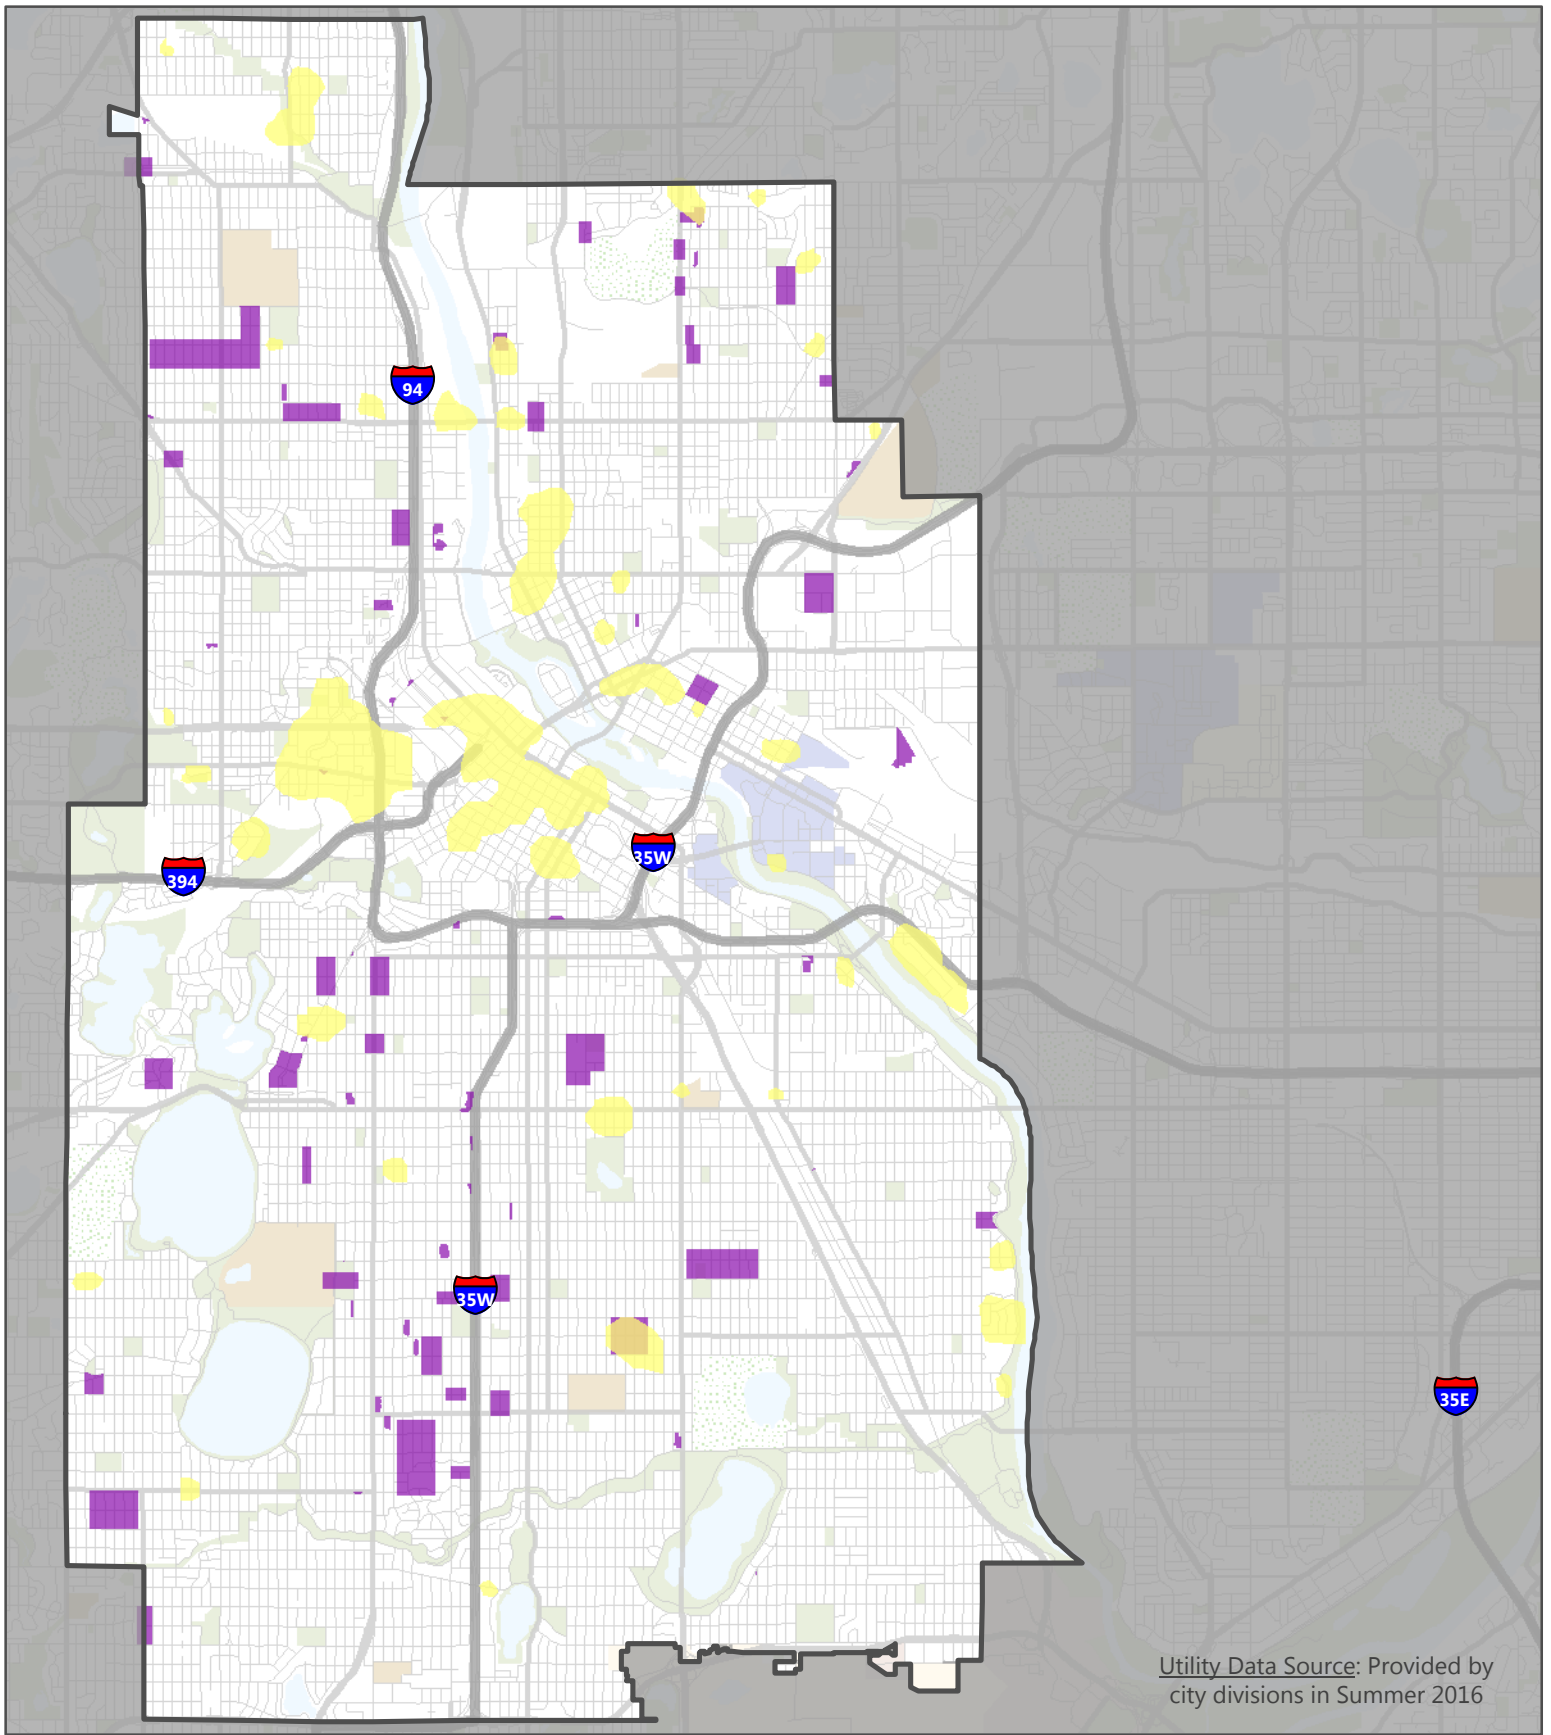 94
35W
394
35W
35E
Utility Data Source: Provided by
city divisions in Summer 2016